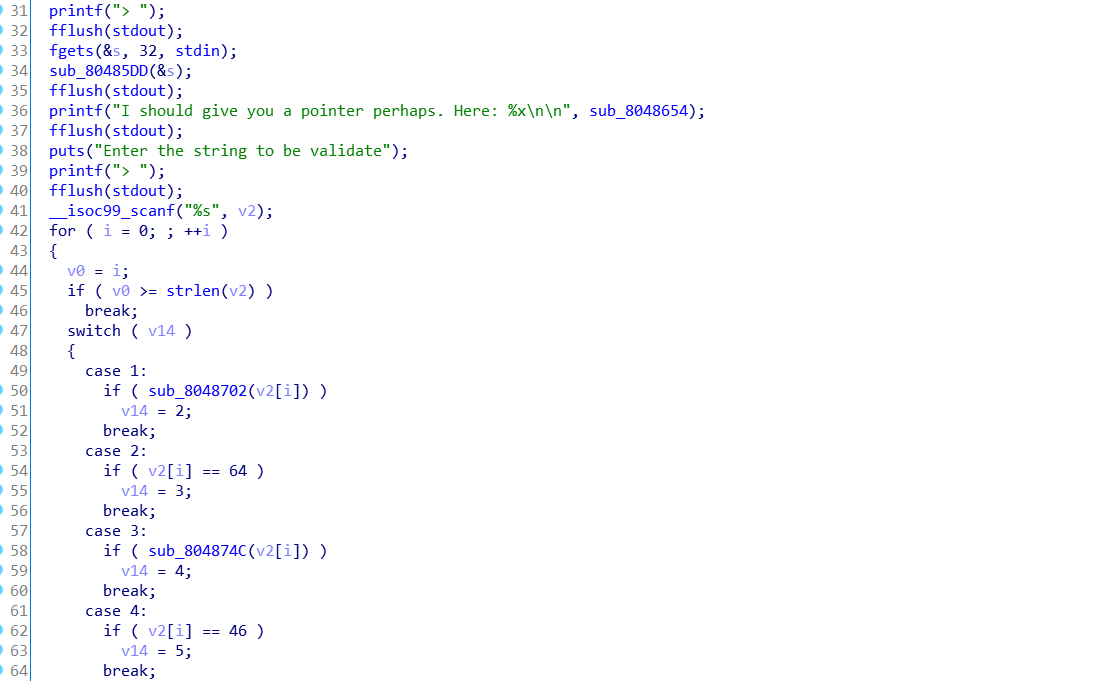 31 printf("> ");
32 fflush(stdout);
33 fgets(&s, 32, stdin);
34 sub_80485DD(&s);
35 fflush(stdout);
36 printf("I should give you a pointer perhaps. Here: %x\n\n", sub_8048654);
37 fflush(stdout);
38 puts("Enter the string to be validate");
39 printf("> ");
40 fflush(stdout);
41 __isoc99_scanf("%s", v2);
42 for ( i = 0; ; ++i )
43 {
44 v0 = i;
45 if ( v0 >= strlen(v2) )
46 break;
47 switch ( v14 )
48 {
49 case 1:
50 if ( sub_8048702(v2[i]) )
51 v14 = 2;
52 break;
53 case 2:
54 if ( v2[i] == 64 )
55 v14 = 3;
56 break;
57 case 3:
58 if ( sub_804874C(v2[i]) )
59 v14 = 4;
60 break;
61 case 4:
62 if ( v2[i] == 46 )
63 v14 = 5;
64 break;